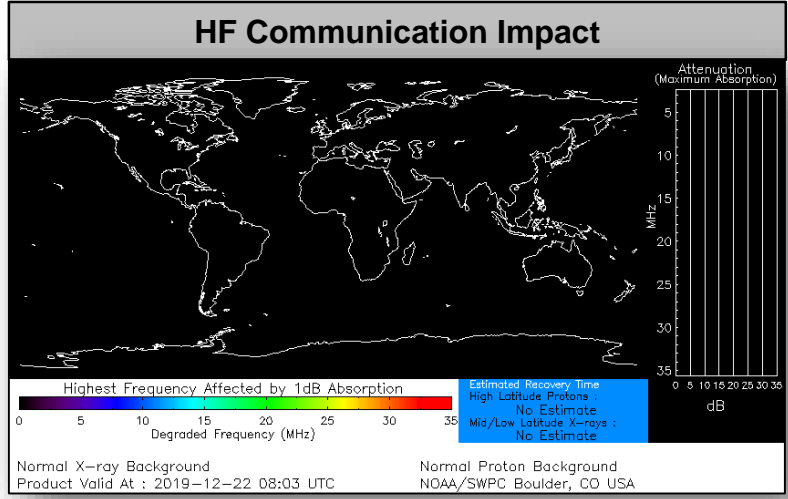 HF Communication Impact
Attenuation
(Maximum Absorption)
5
10
15
MHz
20
25
30
35
0 5 10 15 20 25 30 35
dB
Highest Frequency Affected by 1dB Absorption
0 5 10 15 20 25 30 35
Degraded Frequency (MHz)
Estimated Recovery Time
High Latitude Protons :
No Estimate
Mid/Low Latitude X-rays :
No Estimate
Normal X-ray Background
Normal Proton Background
Product Valid At : 2019-12-22 08:03 UTC
NOAA/SWPC Boulder, CO USA